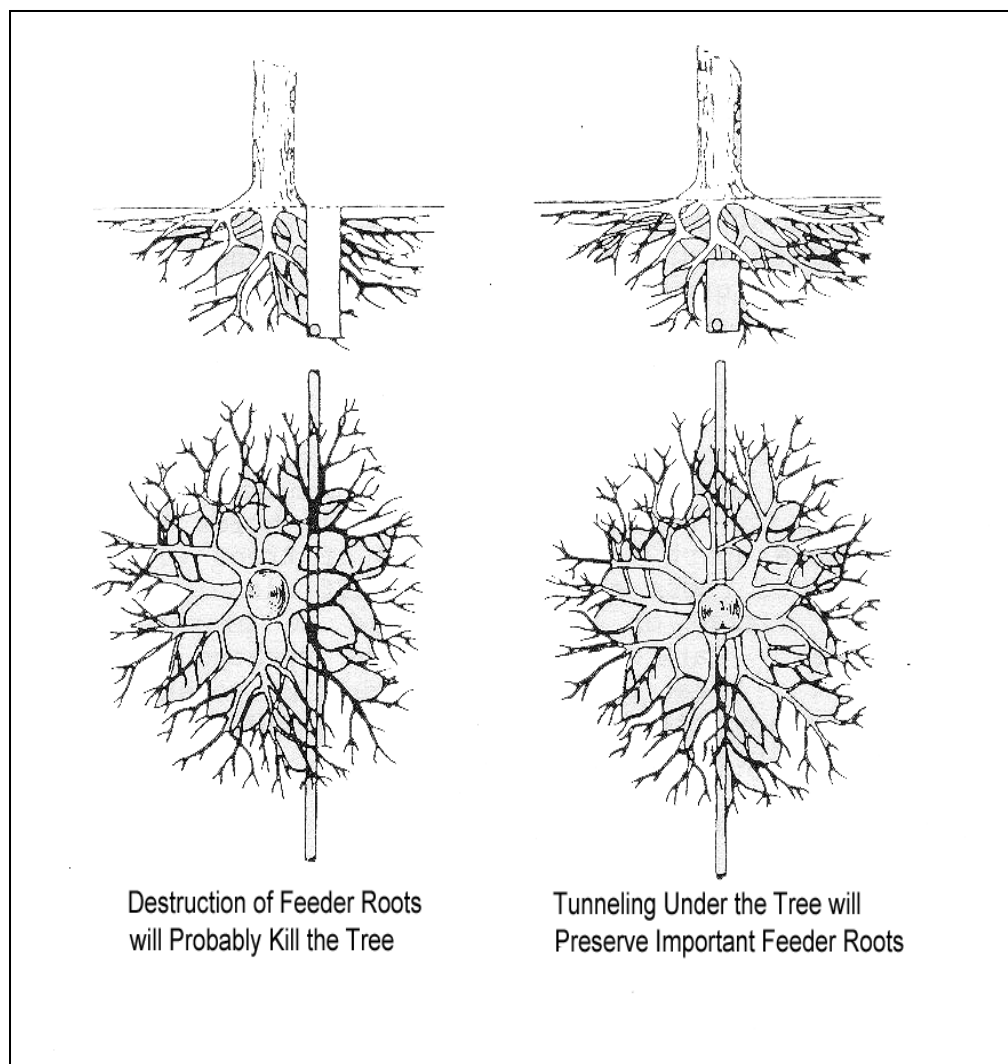 Destruction of Feeder Roots
will Probably Kill the Tree
Tunneling Under the Tree will
Preserve Important Feeder Roots